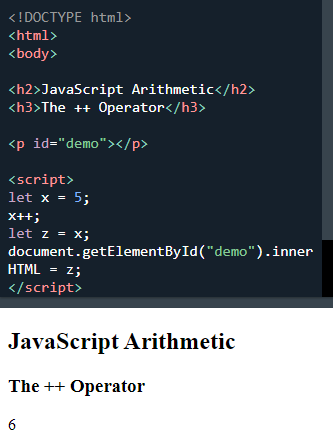 <!DOCTYPE html>
<html>
<body>
<h2>JavaScript Arithmetic</h2>
<h3>The ++ Operator</h3>
<p id="demo"></p>
<script>
let x = 5;
x++;
let z = x;
document.getElementById("demo").inner
HTML = z;
</script>
JavaScript Arithmetic
The ++ Operator
6